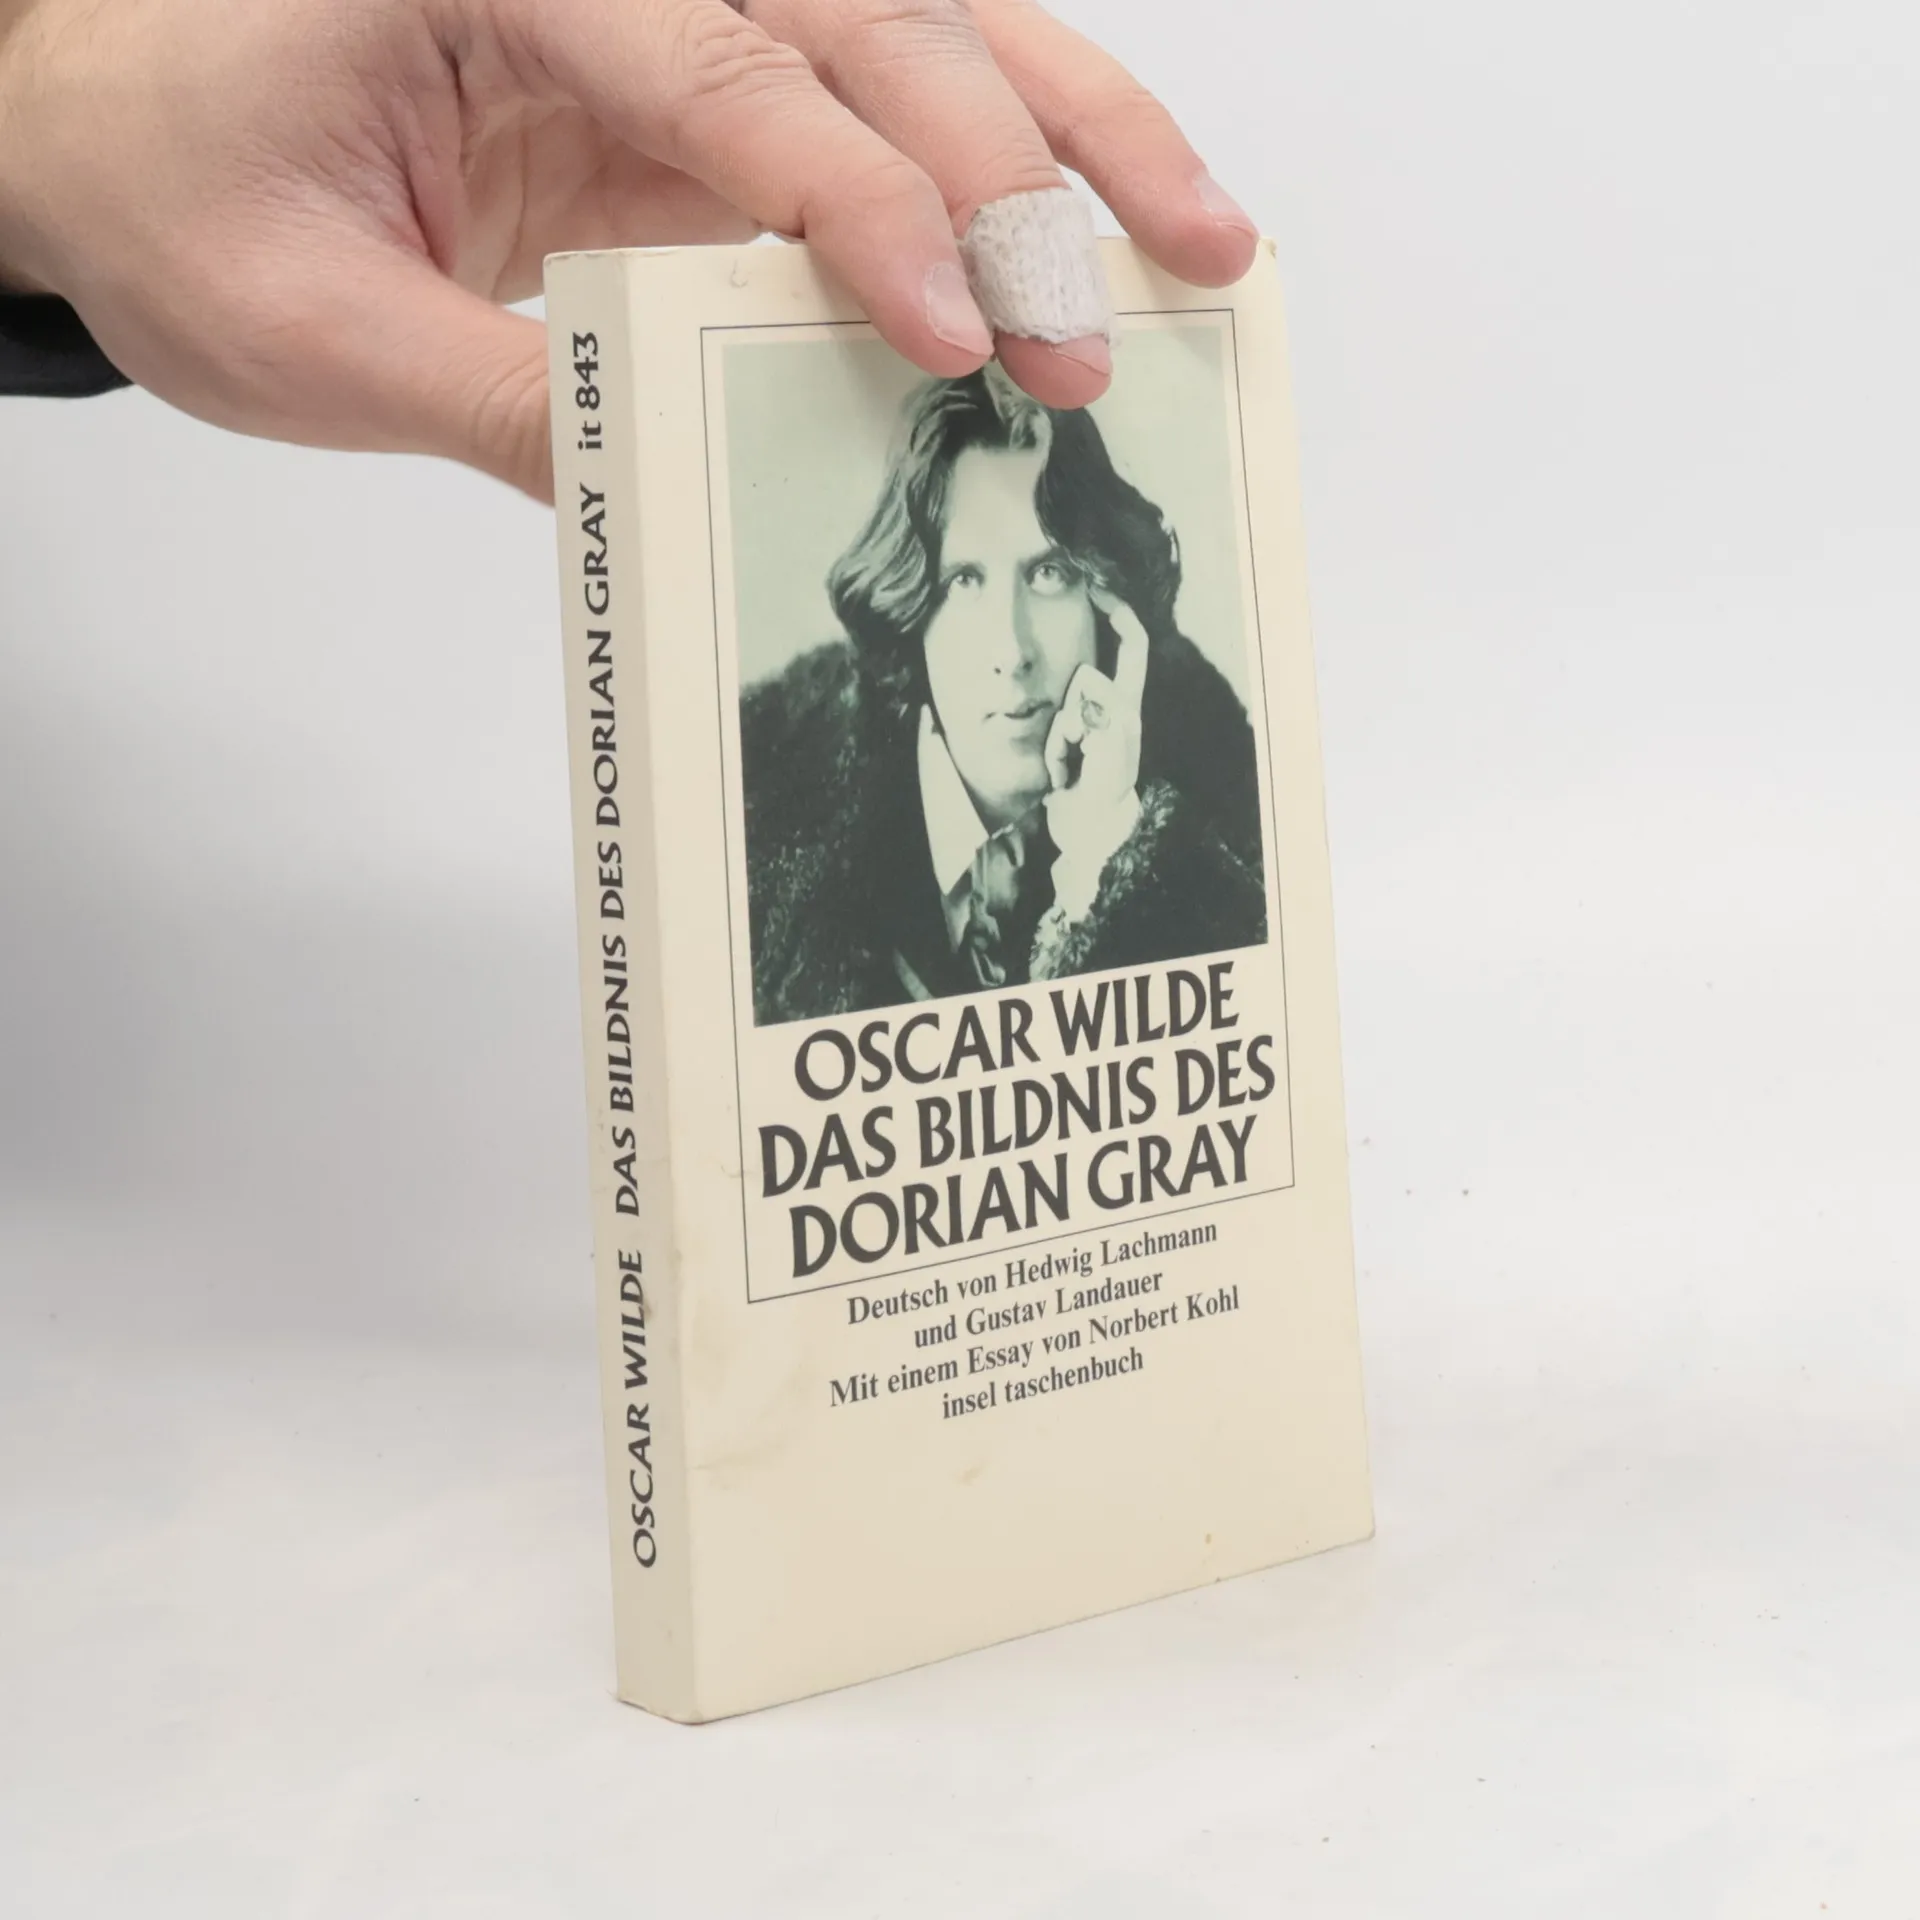 OSCAR WILDE DAS BILDNIS DES DORIAN GRAY it 843
OSCAR WILDE
DAS BILDNIS DES
DORIAN GRAY
Deutsch von Hedwig Lachmann
und Gustav Landauer
Mit einem Essay von Norbert Kohl
insel taschenbuch